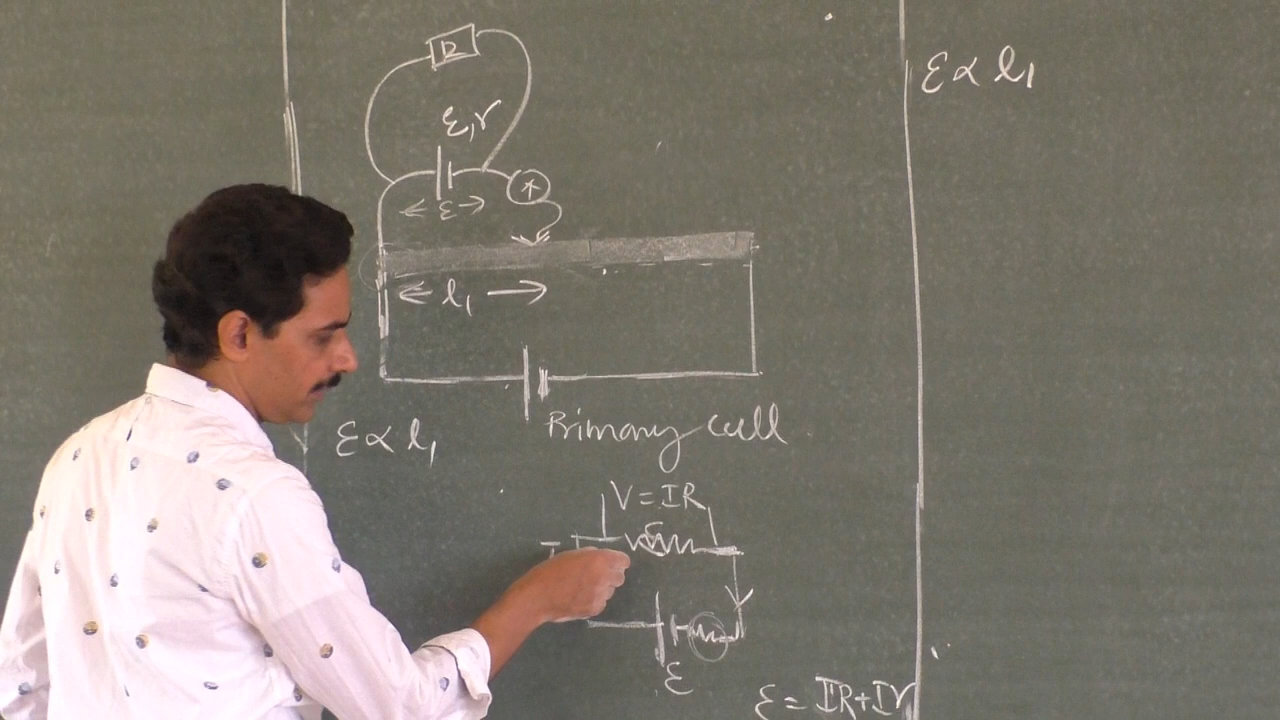 R
ε ∝ l₁
ε, r
← ε →
← l₁ →
Primary cell
ε ∝ l₁
V = IR
I
ε
ε = IR + Ir